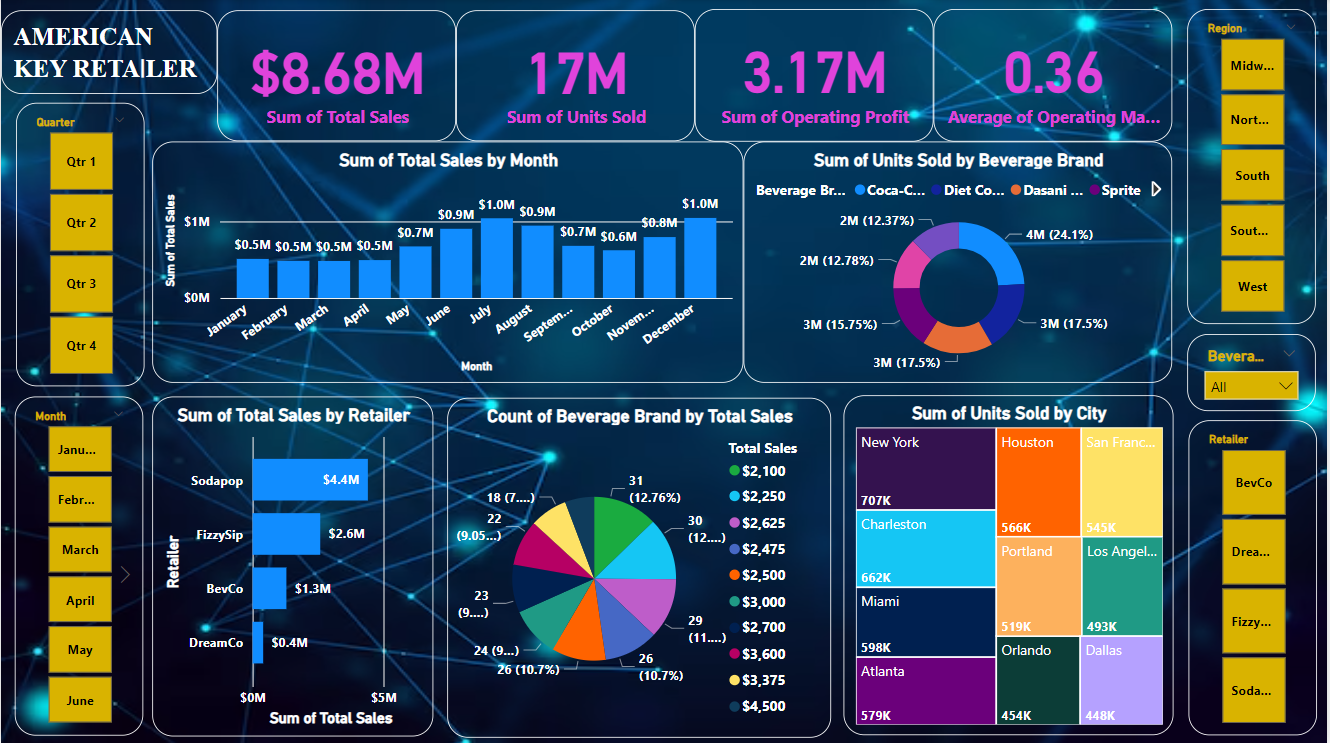 AMERICAN
KEY RETAILER
$8.68M
Sum of Total Sales
17M
Sum of Units Sold
3.17M
Sum of Operating Profit
0.36
Average of Operating Ma...
Region
Midw...
Nort...
South
Sout...
West
Quarter
Qtr 1
Qtr 2
Qtr 3
Qtr 4
Sum of Total Sales by Month
Sum of Total Sales
$1M
$0M
$0.5M
$0.5M
$0.5M
$0.5M
$0.7M
$0.9M
$1.0M
$0.9M
$0.7M
$0.6M
$0.8M
$1.0M
January
February
March
April
May
June
July
August
Septem...
October
Novem...
December
Month
Sum of Units Sold by Beverage Brand
Beverage Br... Coca-C... Diet Co... Dasani ... Sprite
2M (12.37%)
4M (24.1%)
2M (12.78%)
3M (15.75%)
3M (17.5%)
3M (17.5%)
Bevera...
All
Month
Janu...
Febr...
March
April
May
June
Sum of Total Sales by Retailer
Retailer
Sodapop
$4.4M
FizzySip
$2.6M
BevCo
$1.3M
DreamCo
$0.4M
$0M
$5M
Sum of Total Sales
Count of Beverage Brand by Total Sales
31
(12.76%)
30
(12....)
29
(11....)
26
(10.7%)
26 (10.7%)
24 (9...)
23
(9....)
22
(9.05...)
18 (7....)
Total Sales
$2,100
$2,250
$2,625
$2,475
$2,500
$3,000
$2,700
$3,600
$3,375
$4,500
Sum of Units Sold by City
New York
707K
Charleston
662K
Miami
598K
Atlanta
579K
Houston
566K
San Franc...
545K
Portland
519K
Los Angel...
493K
Orlando
454K
Dallas
448K
Retailer
BevCo
Drea...
Fizzy...
Soda...